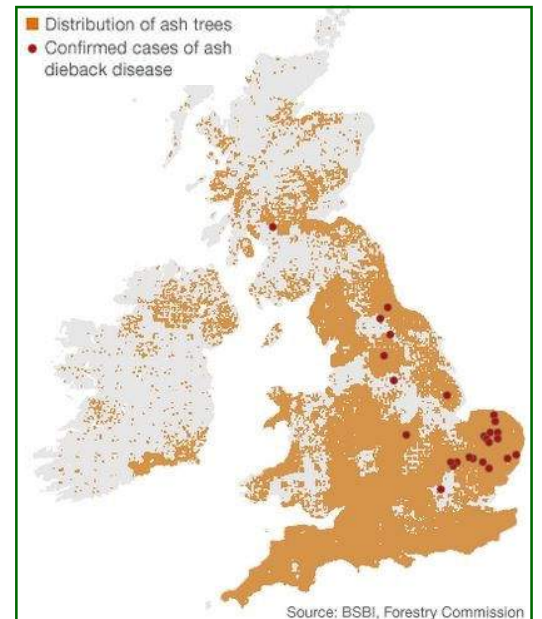 Distribution of ash trees
Confirmed cases of ash
dieback disease
Source: BSBI, Forestry Commission